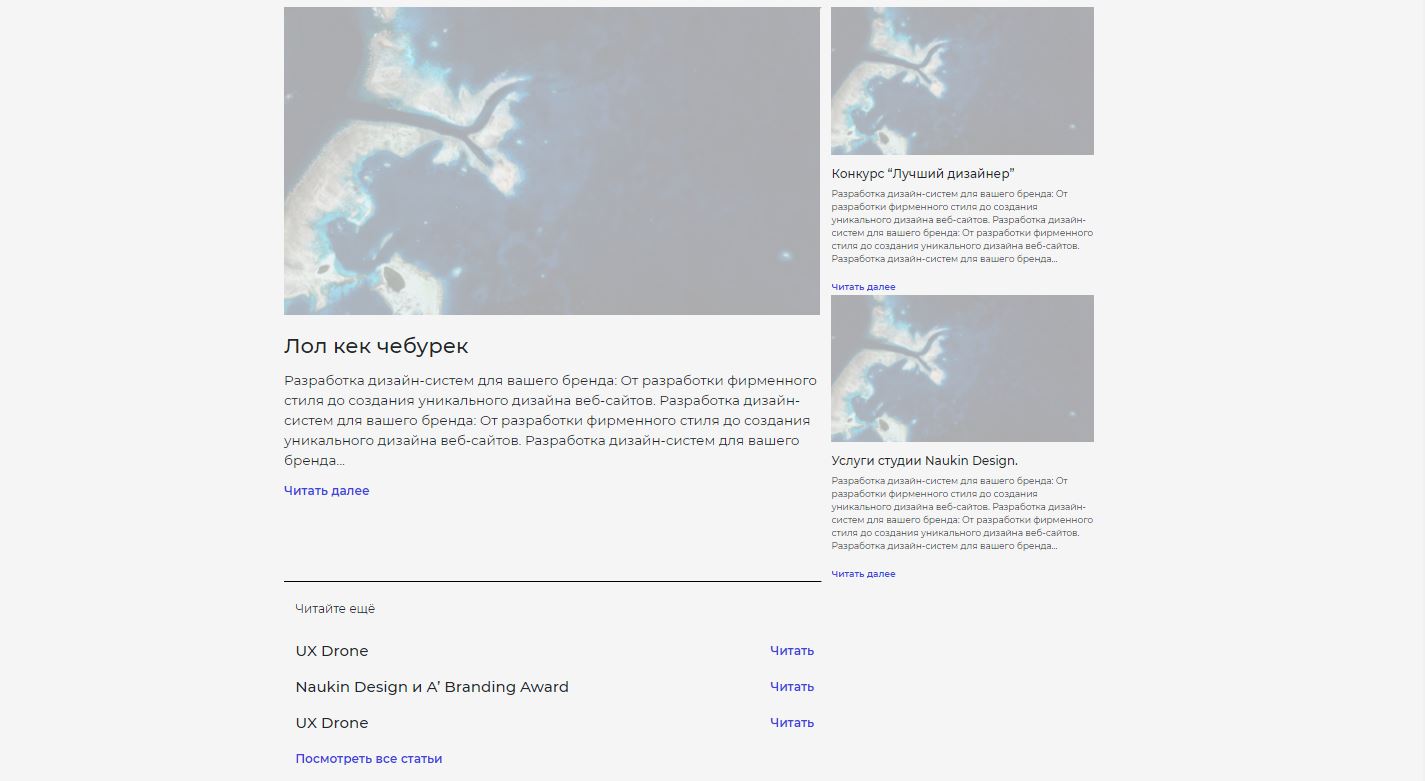 Лол кек чебурек
Разработка дизайн-систем для вашего бренда: От разработки фирменного
стиля до создания уникального дизайна веб-сайтов. Разработка дизайн-
систем для вашего бренда: От разработки фирменного стиля до создания
уникального дизайна веб-сайтов. Разработка дизайн-систем для вашего
бренда...
Читать далее
Конкурс “Лучший дизайнер”
Разработка дизайн-систем для вашего бренда: От
разработки фирменного стиля до создания
уникального дизайна веб-сайтов. Разработка дизайн-
систем для вашего бренда: От разработки фирменного
стиля до создания уникального дизайна веб-сайтов.
Разработка дизайн-систем для вашего бренда...
Читать далее
Услуги студии Naukin Design.
Разработка дизайн-систем для вашего бренда: От
разработки фирменного стиля до создания
уникального дизайна веб-сайтов. Разработка дизайн-
систем для вашего бренда: От разработки фирменного
стиля до создания уникального дизайна веб-сайтов.
Разработка дизайн-систем для вашего бренда...
Читать далее
Читайте ещё
UX Drone Читать
Naukin Design и A’ Branding Award Читать
UX Drone Читать
Посмотреть все статьи